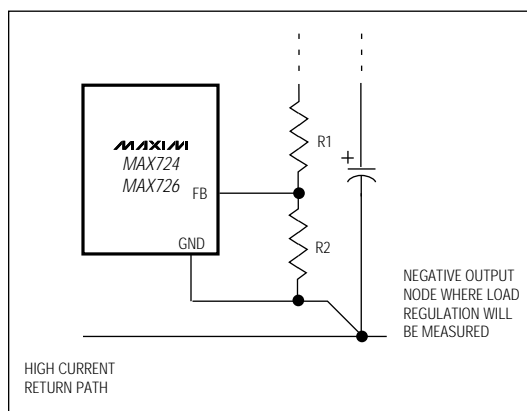 R1
+
MAXIM
MAX724
MAX726
FB
R2
GND
NEGATIVE OUTPUT
NODE WHERE LOAD
REGULATION WILL
BE MEASURED
HIGH CURRENT
RETURN PATH